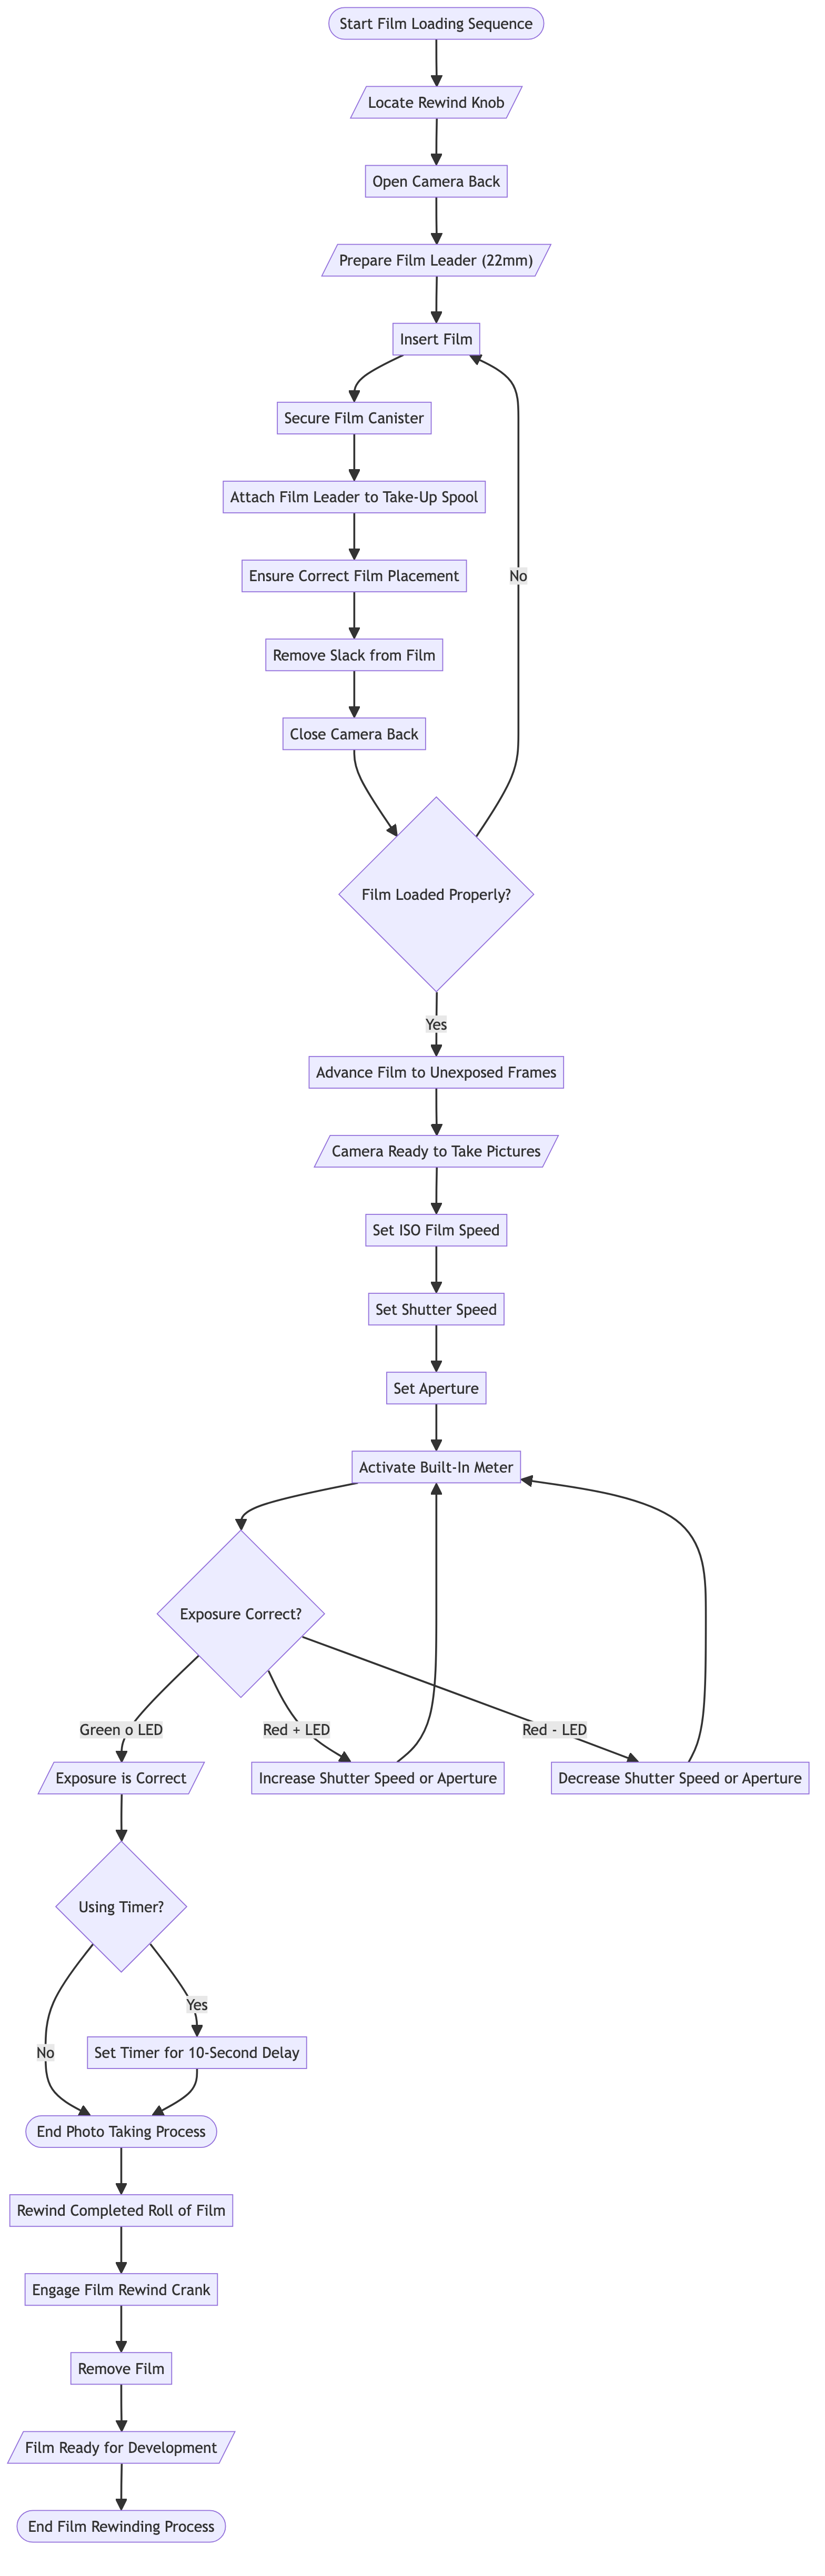 Start Film Loading Sequence
Locate Rewind Knob
Open Camera Back
Prepare Film Leader (22mm)
Insert Film
Secure Film Canister
Attach Film Leader to Take-Up Spool
Ensure Correct Film Placement
No
Remove Slack from Film
Close Camera Back
Film Loaded Properly?
Yes
Advance Film to Unexposed Frames
Camera Ready to Take Pictures
Set ISO Film Speed
Set Shutter Speed
Set Aperture
Activate Built-In Meter
Exposure Correct?
Green o LED
Red + LED
Red - LED
Exposure is Correct
Increase Shutter Speed or Aperture
Decrease Shutter Speed or Aperture
Using Timer?
Yes
No
Set Timer for 10-Second Delay
End Photo Taking Process
Rewind Completed Roll of Film
Engage Film Rewind Crank
Remove Film
Film Ready for Development
End Film Rewinding Process